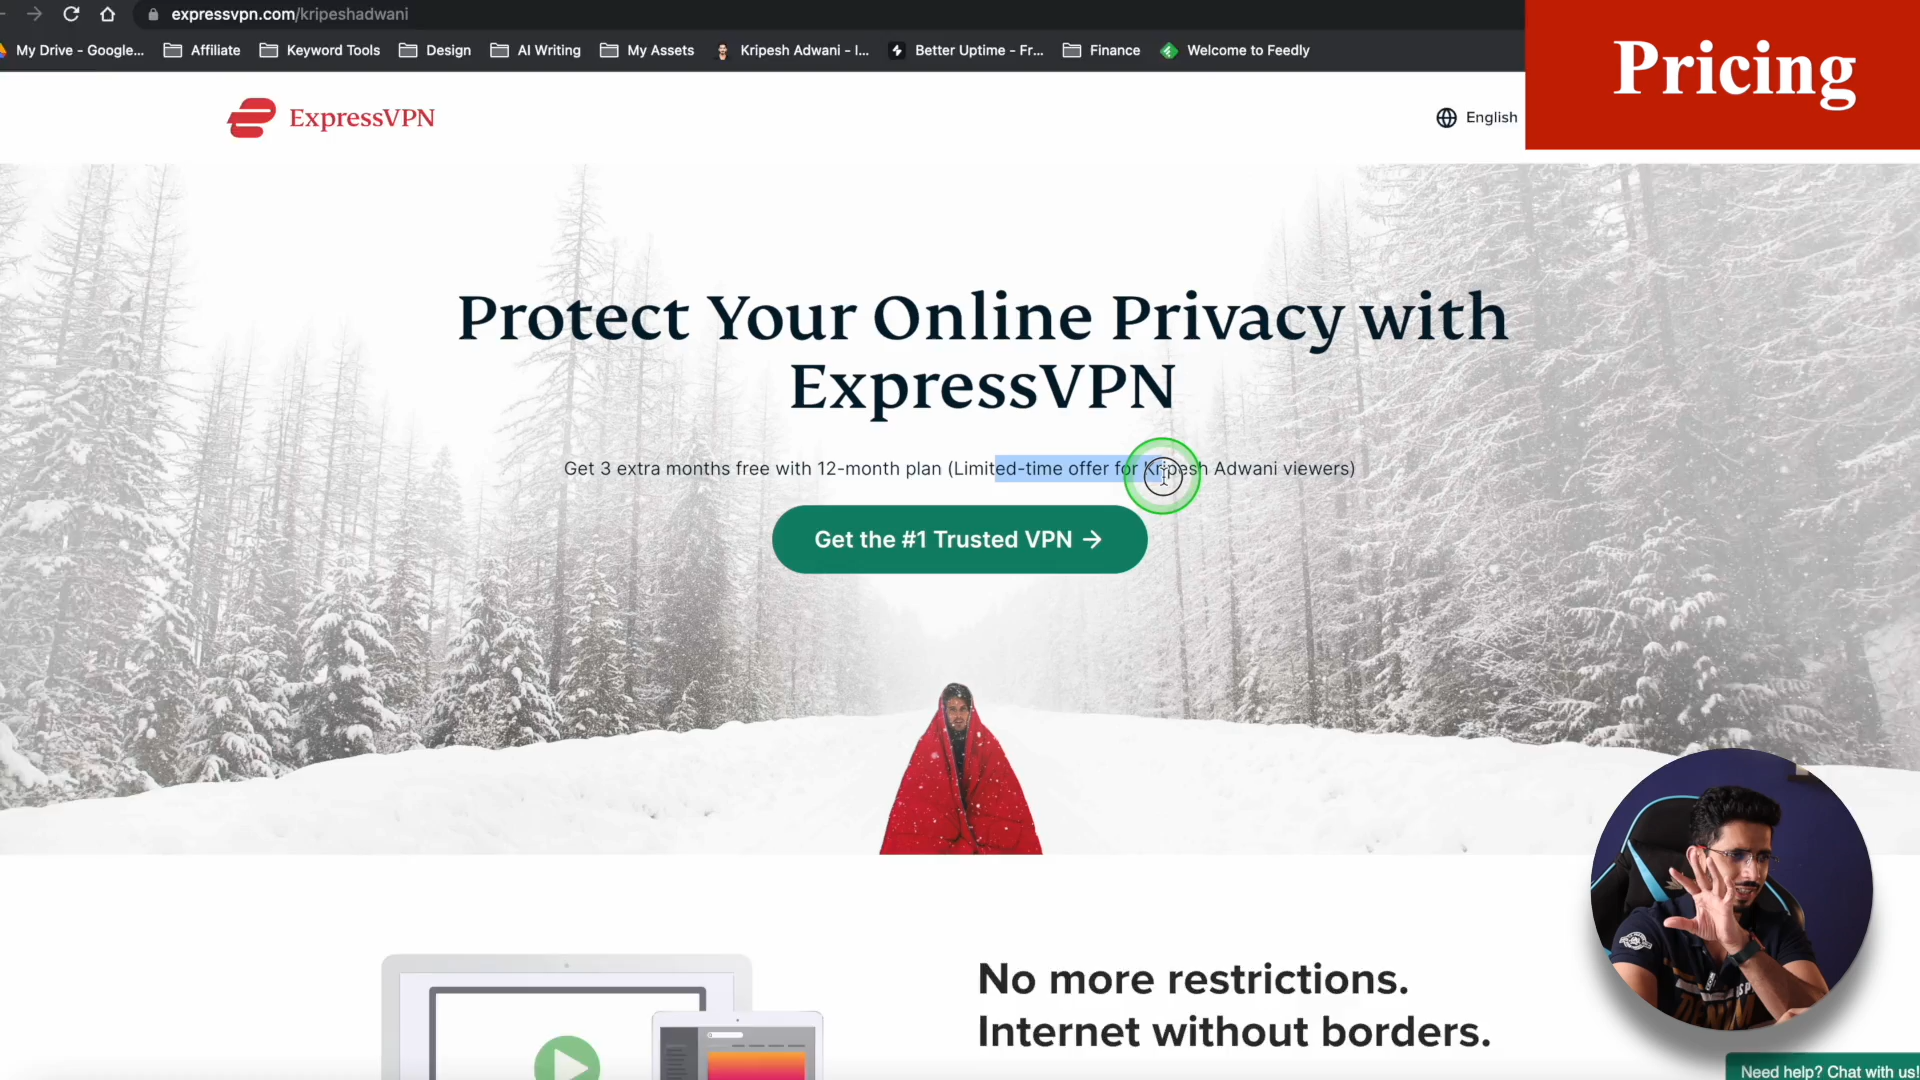 expressvpn.com/kripeshadwani
My Drive - Google... Affiliate Keyword Tools Design AI Writing My Assets Kripesh Adwani - I... Better Uptime - Fr... Finance Welcome to Feedly
Pricing
ExpressVPN
English
Protect Your Online Privacy with
ExpressVPN
Get 3 extra months free with 12-month plan (Limited-time offer for Kripesh Adwani viewers)
Get the #1 Trusted VPN →
No more restrictions.
Internet without borders.
Need help? Chat with us!